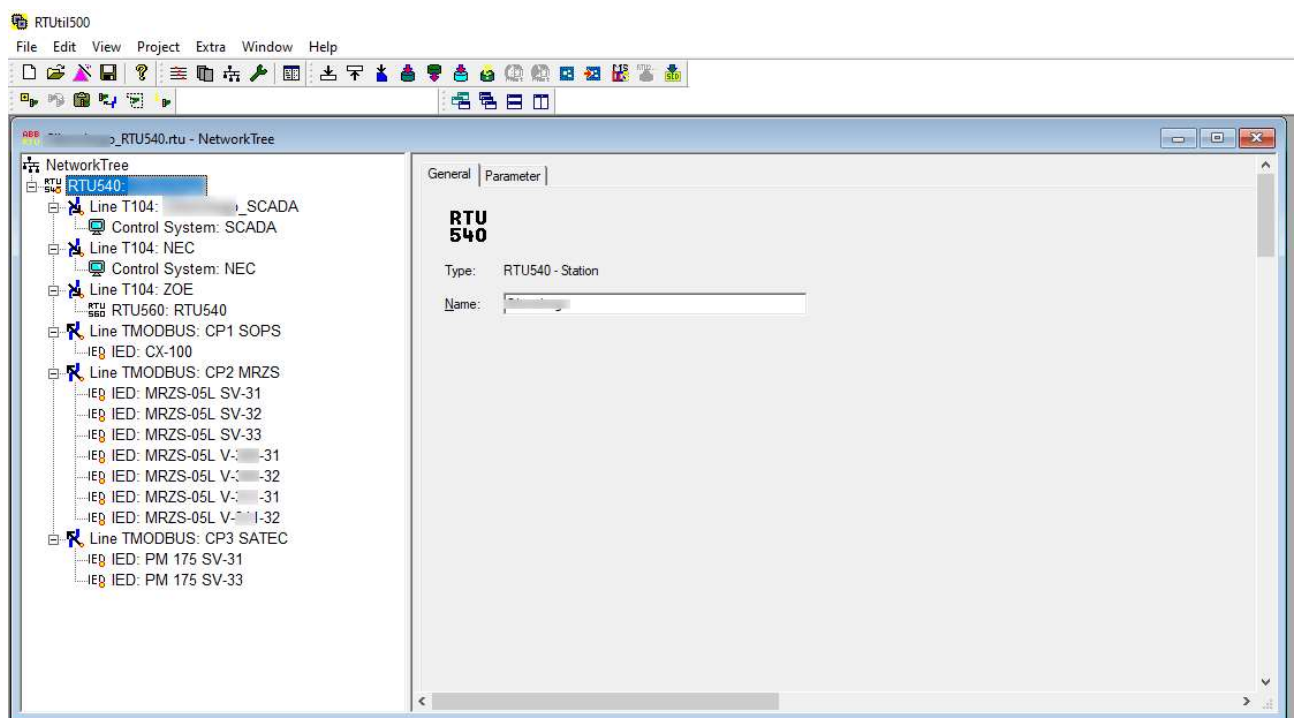 RTUtil500
File Edit View Project Extra Window Help
_RTU540.rtu - NetworkTree
NetworkTree
RTU540:
Line T104: _SCADA
Control System: SCADA
Line T104: NEC
Control System: NEC
Line T104: ZOE
RTU560: RTU540
Line TMODBUS: CP1 SOPS
IED: CX-100
Line TMODBUS: CP2 MRZS
IED: MRZS-05L SV-31
IED: MRZS-05L SV-32
IED: MRZS-05L SV-33
IED: MRZS-05L V- -31
IED: MRZS-05L V- -32
IED: MRZS-05L V- -31
IED: MRZS-05L V- -32
Line TMODBUS: CP3 SATEC
IED: PM 175 SV-31
IED: PM 175 SV-33
General Parameter
RTU
540
Type: RTU540 - Station
Name: